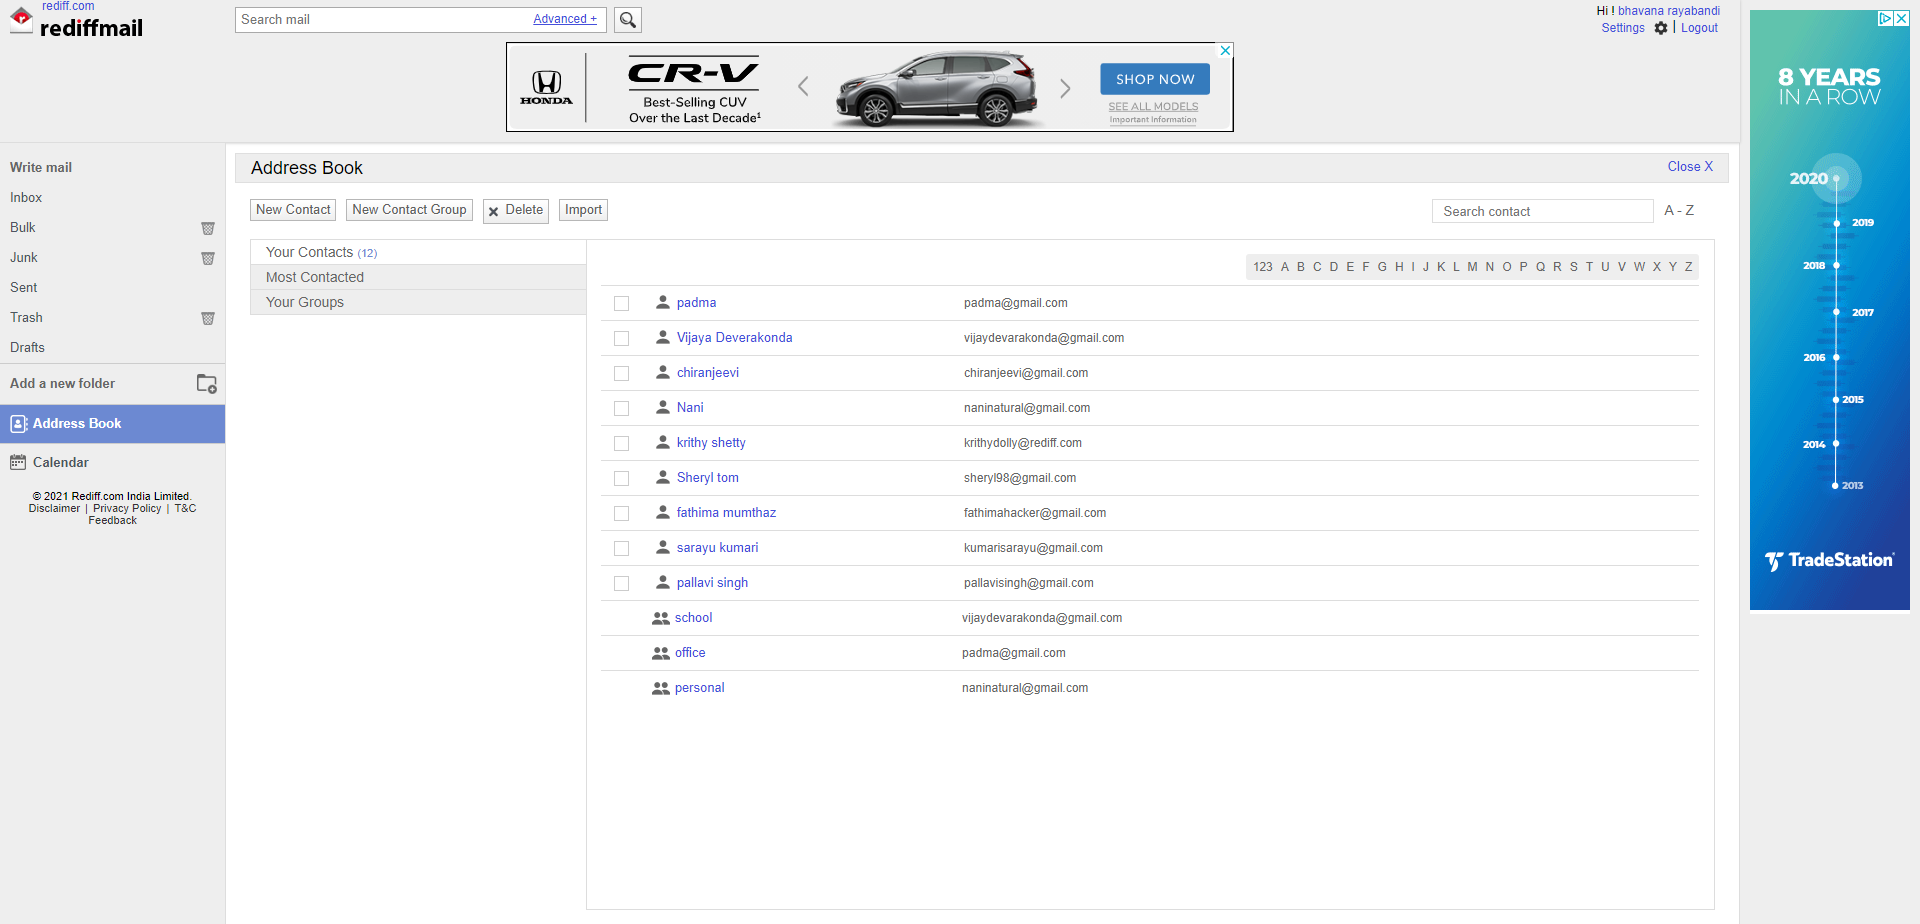 rediff.com
rediffmail
Search mail
Advanced +
Hi ! bhavana rayabandi
Settings | Logout
HONDA
CR-V
Best-Selling CUV
Over the Last Decade¹
SHOP NOW
SEE ALL MODELS
Important Information
Write mail
Inbox
Bulk
Junk
Sent
Trash
Drafts
Add a new folder
Address Book
Calendar
© 2021 Rediff.com India Limited.
Disclaimer | Privacy Policy | T&C
Feedback
Address Book
Close X
New Contact
New Contact Group
Delete
Import
Search contact
A - Z
Your Contacts (12)
Most Contacted
Your Groups
123 A B C D E F G H I J K L M N O P Q R S T U V W X Y Z
padma padma@gmail.com
Vijaya Deverakonda vijaydevarakonda@gmail.com
chiranjeevi chiranjeevi@gmail.com
Nani naninatural@gmail.com
krithy shetty krithydolly@rediff.com
Sheryl tom sheryl98@gmail.com
fathima mumthaz fathimahacker@gmail.com
sarayu kumari kumarisarayu@gmail.com
pallavi singh pallavisingh@gmail.com
school vijaydevarakonda@gmail.com
office padma@gmail.com
personal naninatural@gmail.com
8 YEARS
IN A ROW
2020
2019
2018
2017
2016
2015
2014
2013
TradeStation